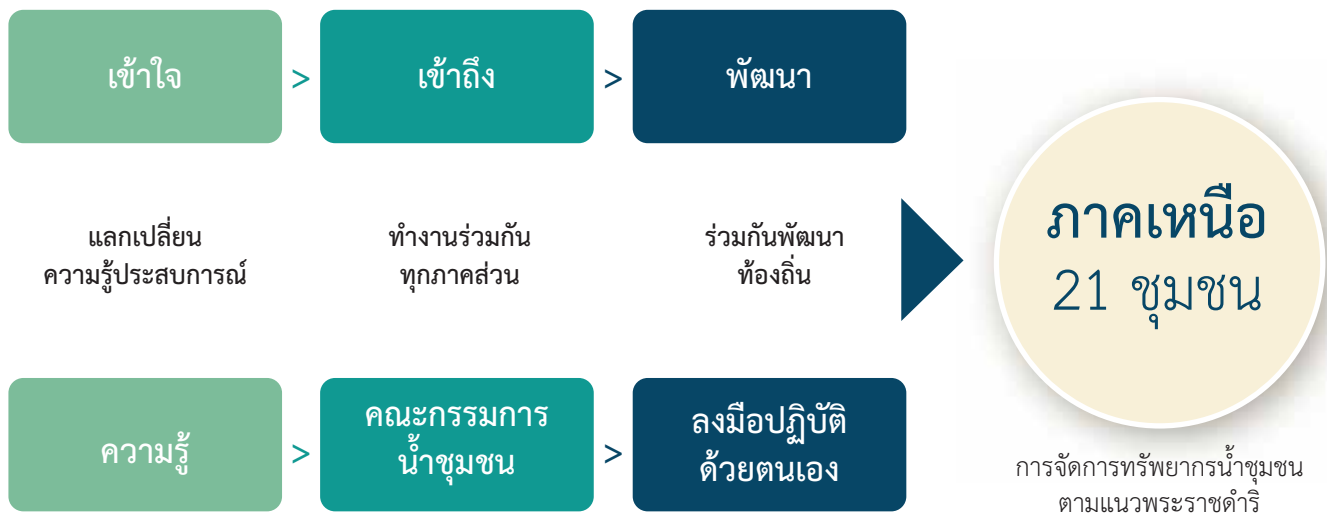 เข้าใจ > เข้าถึง > พัฒนา
แลกเปลี่ยน
ความรู้ประสบการณ์
ทำงานร่วมกัน
ทุกภาคส่วน
ร่วมกันพัฒนา
ท้องถิ่น
ความรู้ >
คณะกรรมการ
น้ำชุมชน >
ลงมือปฏิบัติ
ด้วยตนเอง
ภาคเหนือ
21 ชุมชน
การจัดการทรัพยากรน้ำชุมชน
ตามแนวพระราชดำริ